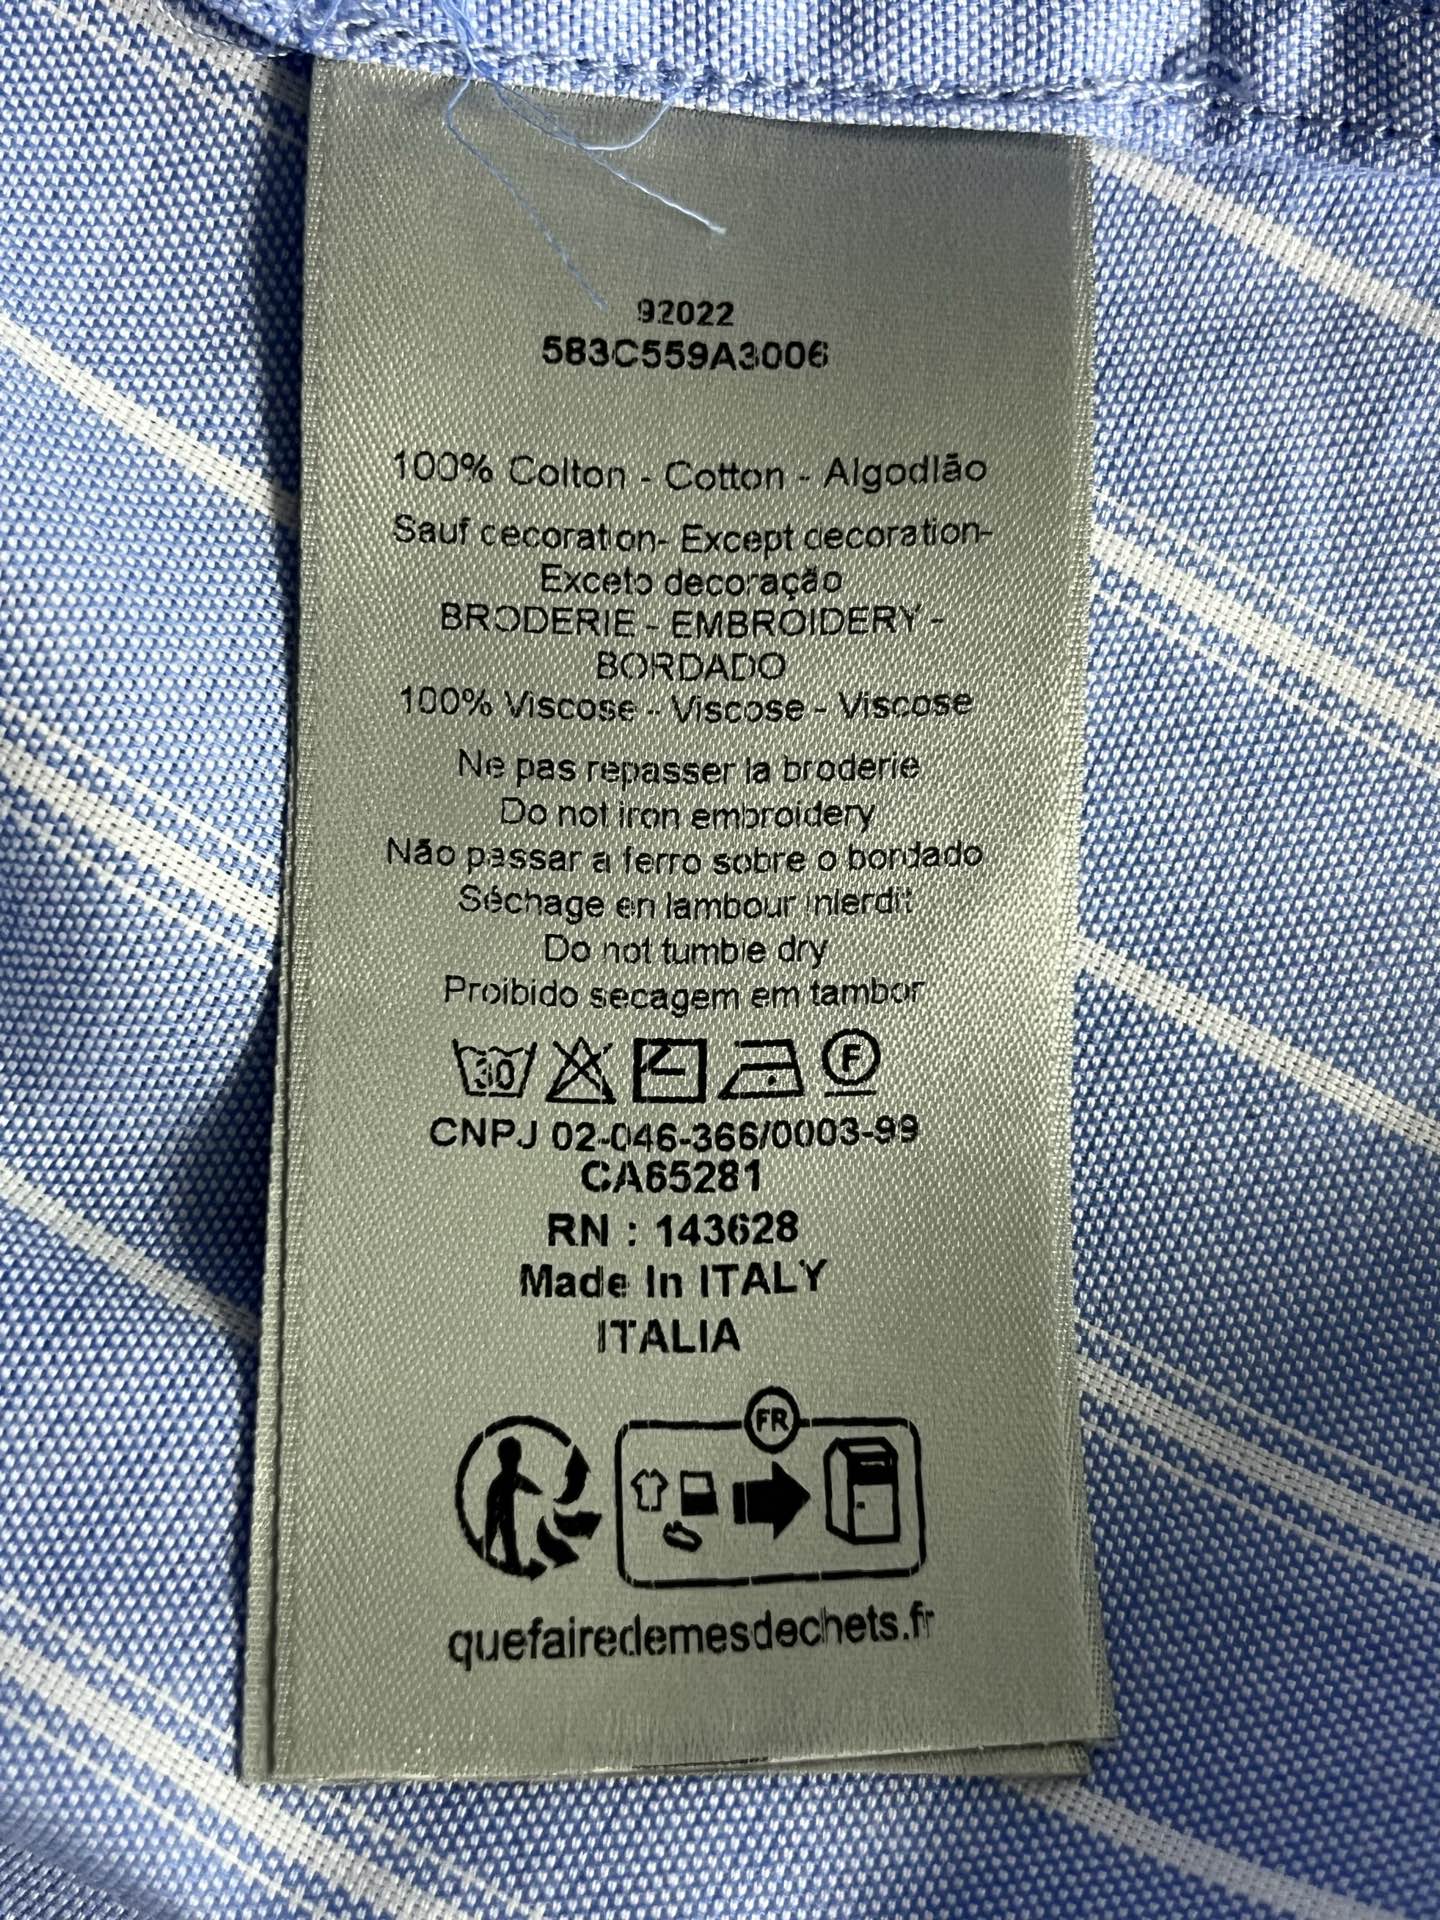 92022
583C559A3006
100% Colton - Cotton - Algodlão
Sauf cecoration- Except decoration-
Exceto decoração
BRODERIE - EMBROIDERY -
BORDADO
100% Viscose - Viscose - Viscose
Ne pas repasser la broderie
Do not iron embroidery
Não passar a ferro sobre o bordado
Séchage en lambour inlerdit
Do not tumble dry
Proibido secagem em tambor
30 F
CNPJ 02-046-366/0003-99
CA65281
RN : 143628
Made In ITALY
ITALIA
FR
quefairedemesdechets.fr